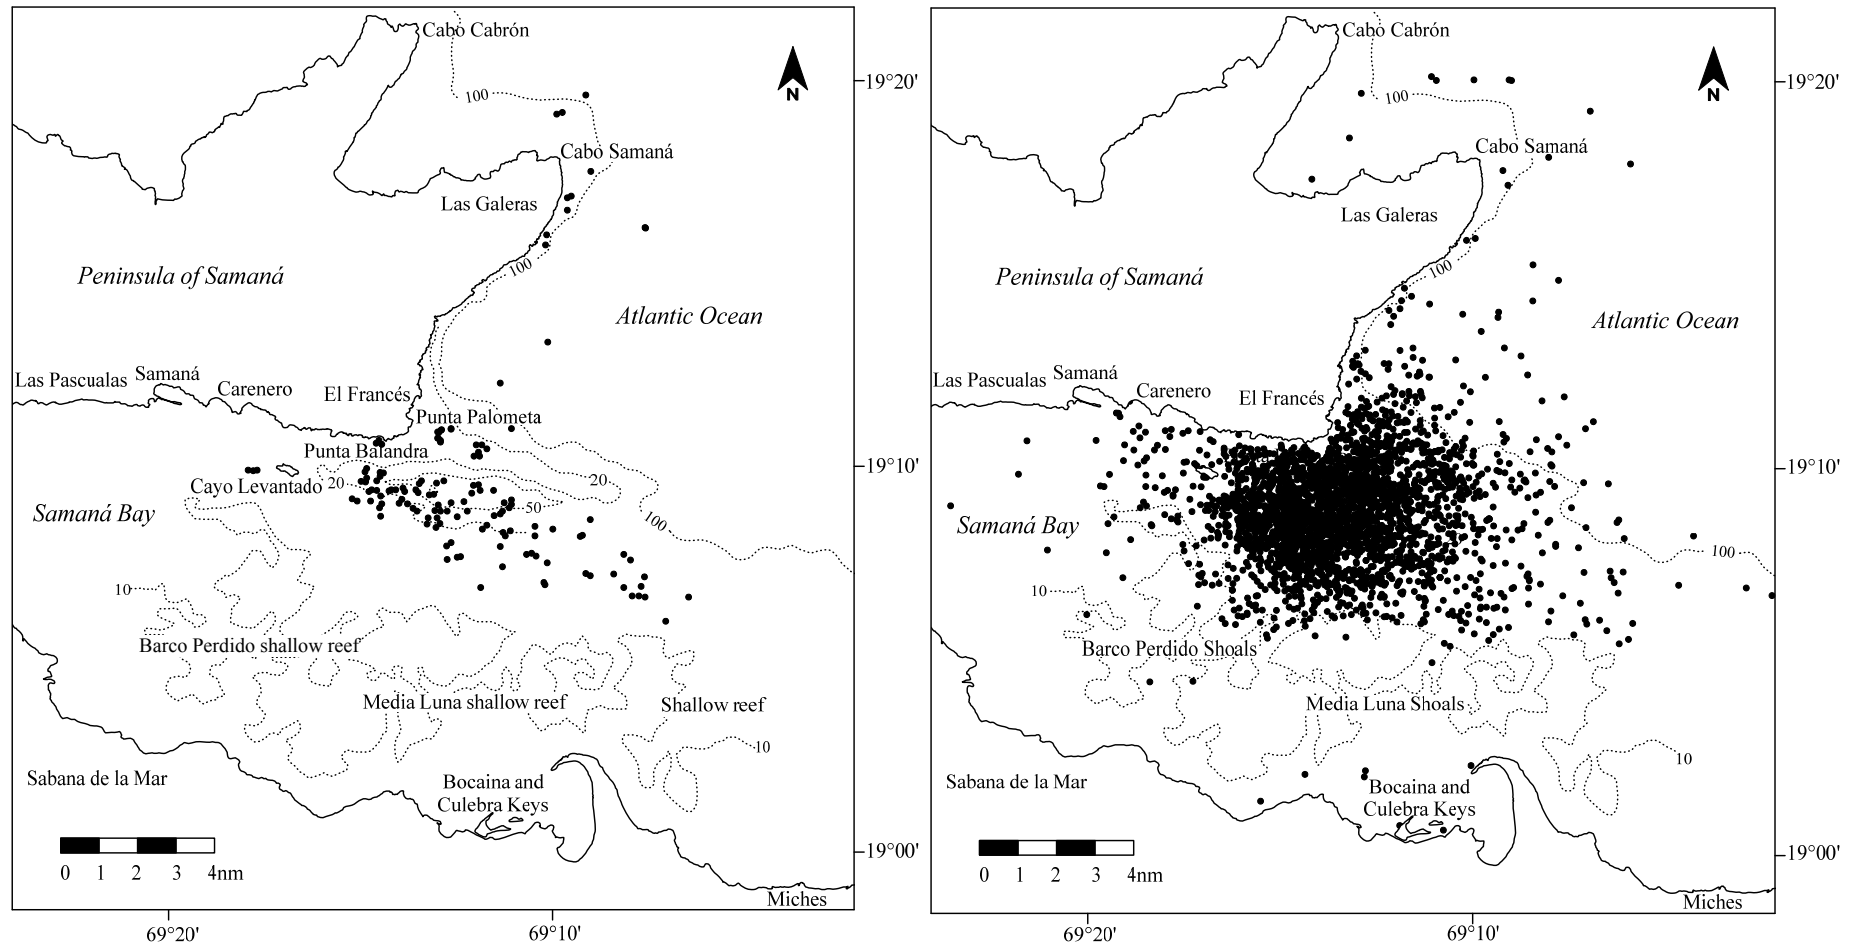 Cabo Cabrón
100
N
19°20'
Cabo Samaná
Las Galeras
100
Peninsula of Samaná
Atlantic Ocean
Las Pascualas
Samaná
Carenero
El Francés
Punta Palometa
Punta Balandra
19°10'
Cayo Levantado
20
20
50
100
Samaná Bay
10
Barco Perdido shallow reef
Media Luna shallow reef
Shallow reef
10
Sabana de la Mar
Bocaina and
Culebra Keys
19°00'
0 1 2 3 4nm
Miches
69°20'
69°10'
Cabo Cabrón
100
N
19°20'
Cabo Samaná
Las Galeras
100
Peninsula of Samaná
Atlantic Ocean
Las Pascualas
Samaná
Carenero
El Francés
19°10'
Samaná Bay
100
10
Barco Perdido Shoals
Media Luna Shoals
10
Sabana de la Mar
Bocaina and
Culebra Keys
19°00'
0 1 2 3 4nm
Miches
69°20'
69°10'